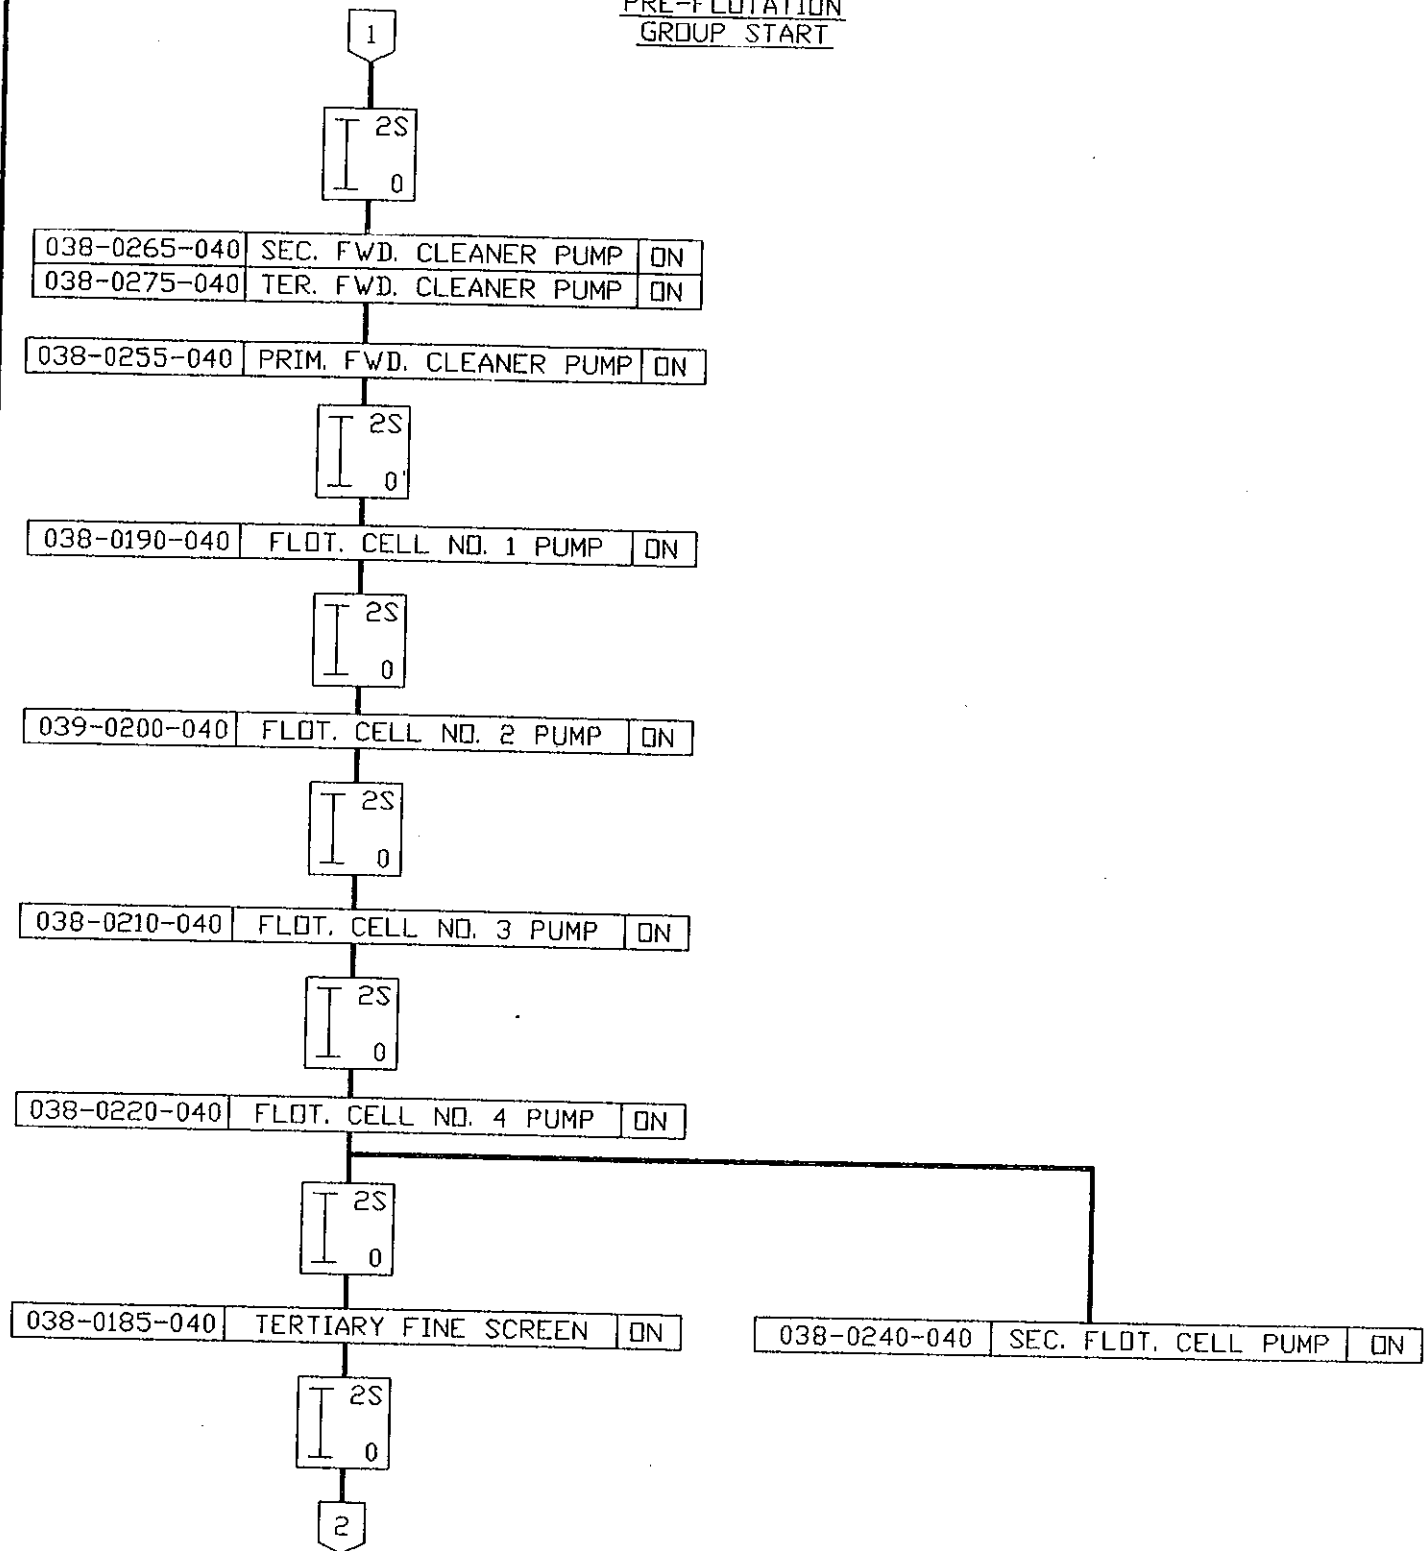 PRE-FLOTATION
GROUP START
1
2S
0
038-0265-040 SEC. FWD. CLEANER PUMP ON
038-0275-040 TER. FWD. CLEANER PUMP ON
038-0255-040 PRIM. FWD. CLEANER PUMP ON
2S
0
038-0190-040 FLOT. CELL NO. 1 PUMP ON
2S
0
039-0200-040 FLOT. CELL NO. 2 PUMP ON
2S
0
038-0210-040 FLOT. CELL NO. 3 PUMP ON
2S
0
038-0220-040 FLOT. CELL NO. 4 PUMP ON
2S
0
038-0185-040 TERTIARY FINE SCREEN ON
038-0240-040 SEC. FLOT. CELL PUMP ON
2S
0
2